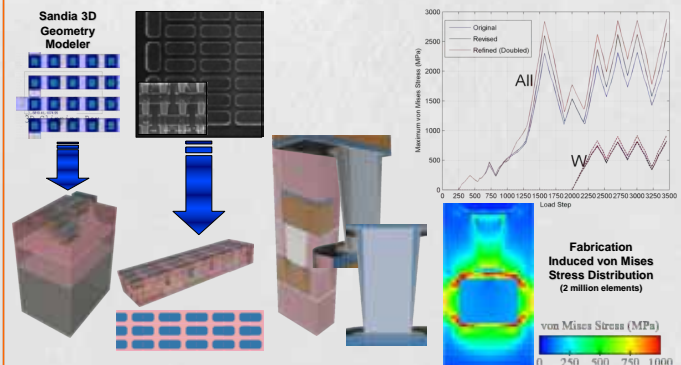 Sandia 3D
Geometry
Modeler
Maximum von Mises Stress (MPa)
3000
2500
2000
1500
1000
500
0
Original
Revised
Refined (Doubled)
All
W
0 250 500 750 1000 1250 1500 1750 2000 2250 2500 2750 3000 3250 3500
Load Step
Fabrication
Induced von Mises
Stress Distribution
(2 million elements)
von Mises Stress (MPa)
0 250 500 750 1000